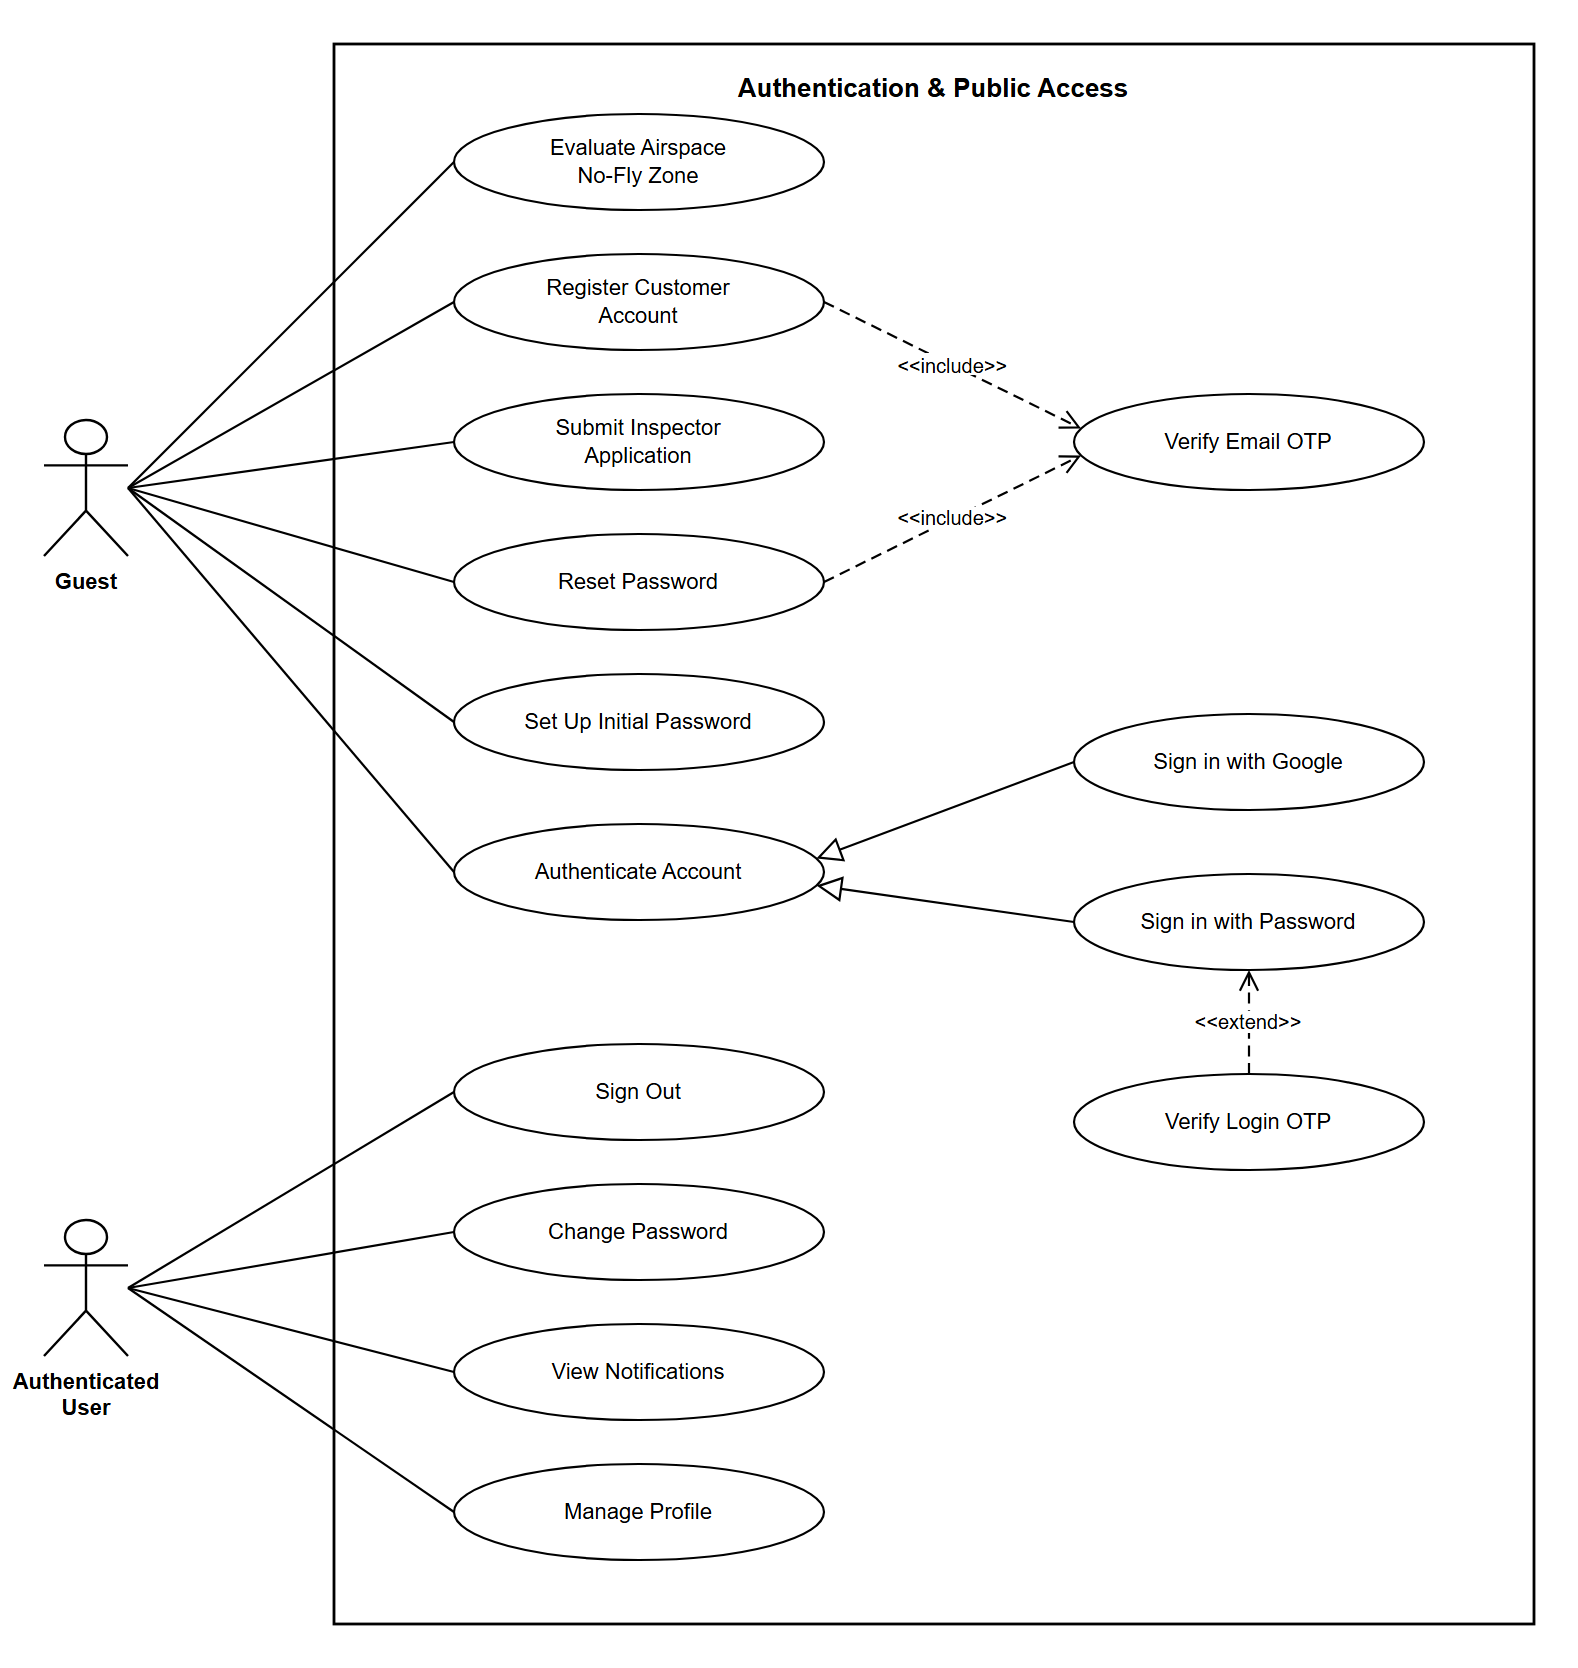 Authentication & Public Access
Evaluate Airspace
No-Fly Zone
Register Customer
Account
<<include>>
Submit Inspector
Application
Verify Email OTP
<<include>>
Guest
Reset Password
Set Up Initial Password
Sign in with Google
Authenticate Account
Sign in with Password
<<extend>>
Sign Out
Verify Login OTP
Change Password
Authenticated
User
View Notifications
Manage Profile